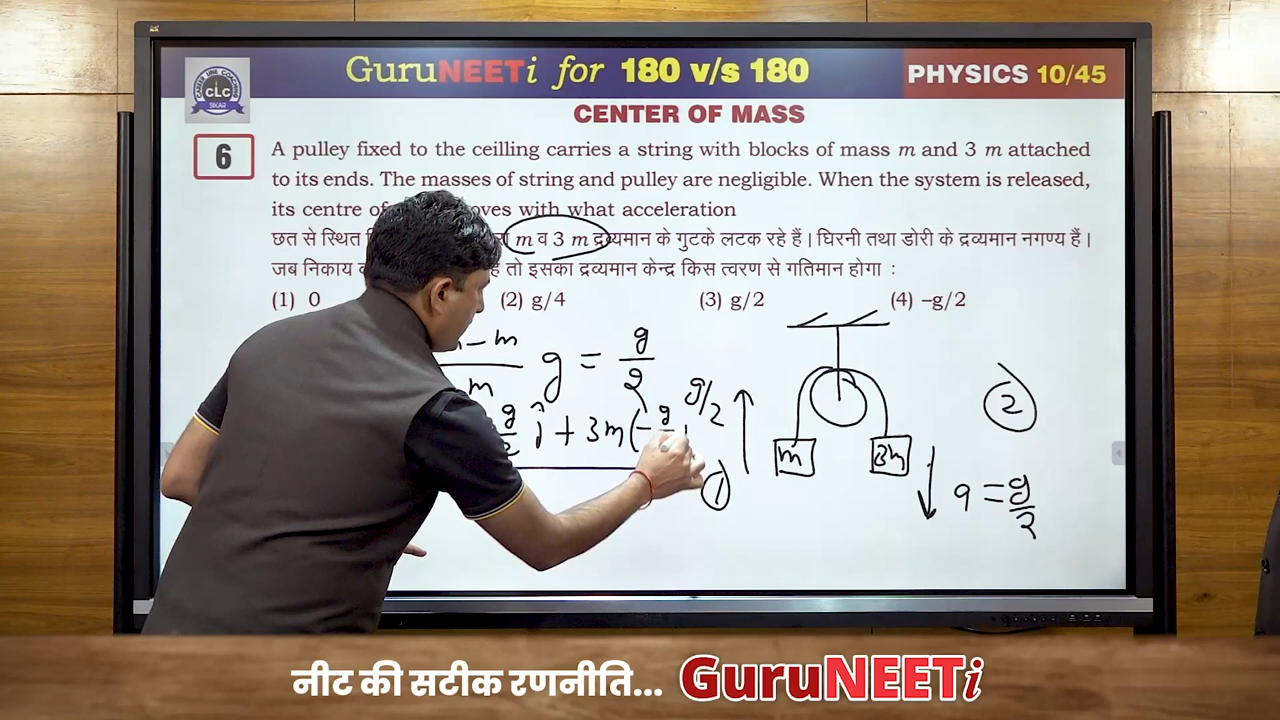 GuruNEETi for 180 v/s 180
PHYSICS 10/45
CLC
SIKAR
CENTER OF MASS
6
A pulley fixed to the ceilling carries a string with blocks of mass m and 3 m attached
to its ends. The masses of string and pulley are negligible. When the system is released,
its centre of oves with what acceleration
छत से स्थित m व 3 m द्रव्यमान के गुटके लटक रहे हैं। घिरनी तथा डोरी के द्रव्यमान नगण्य हैं।
जब निकाय है तो इसका द्रव्यमान केन्द्र किस त्वरण से गतिमान होगा :
(1) 0 (2) g/4 (3) g/2 (4) –g/2
- m
m
g = g/2
g/2 ĵ + 3m(- g
g/2
m
3m
1
2
a = g/2
नीट की सटीक रणनीति... GuruNEETi